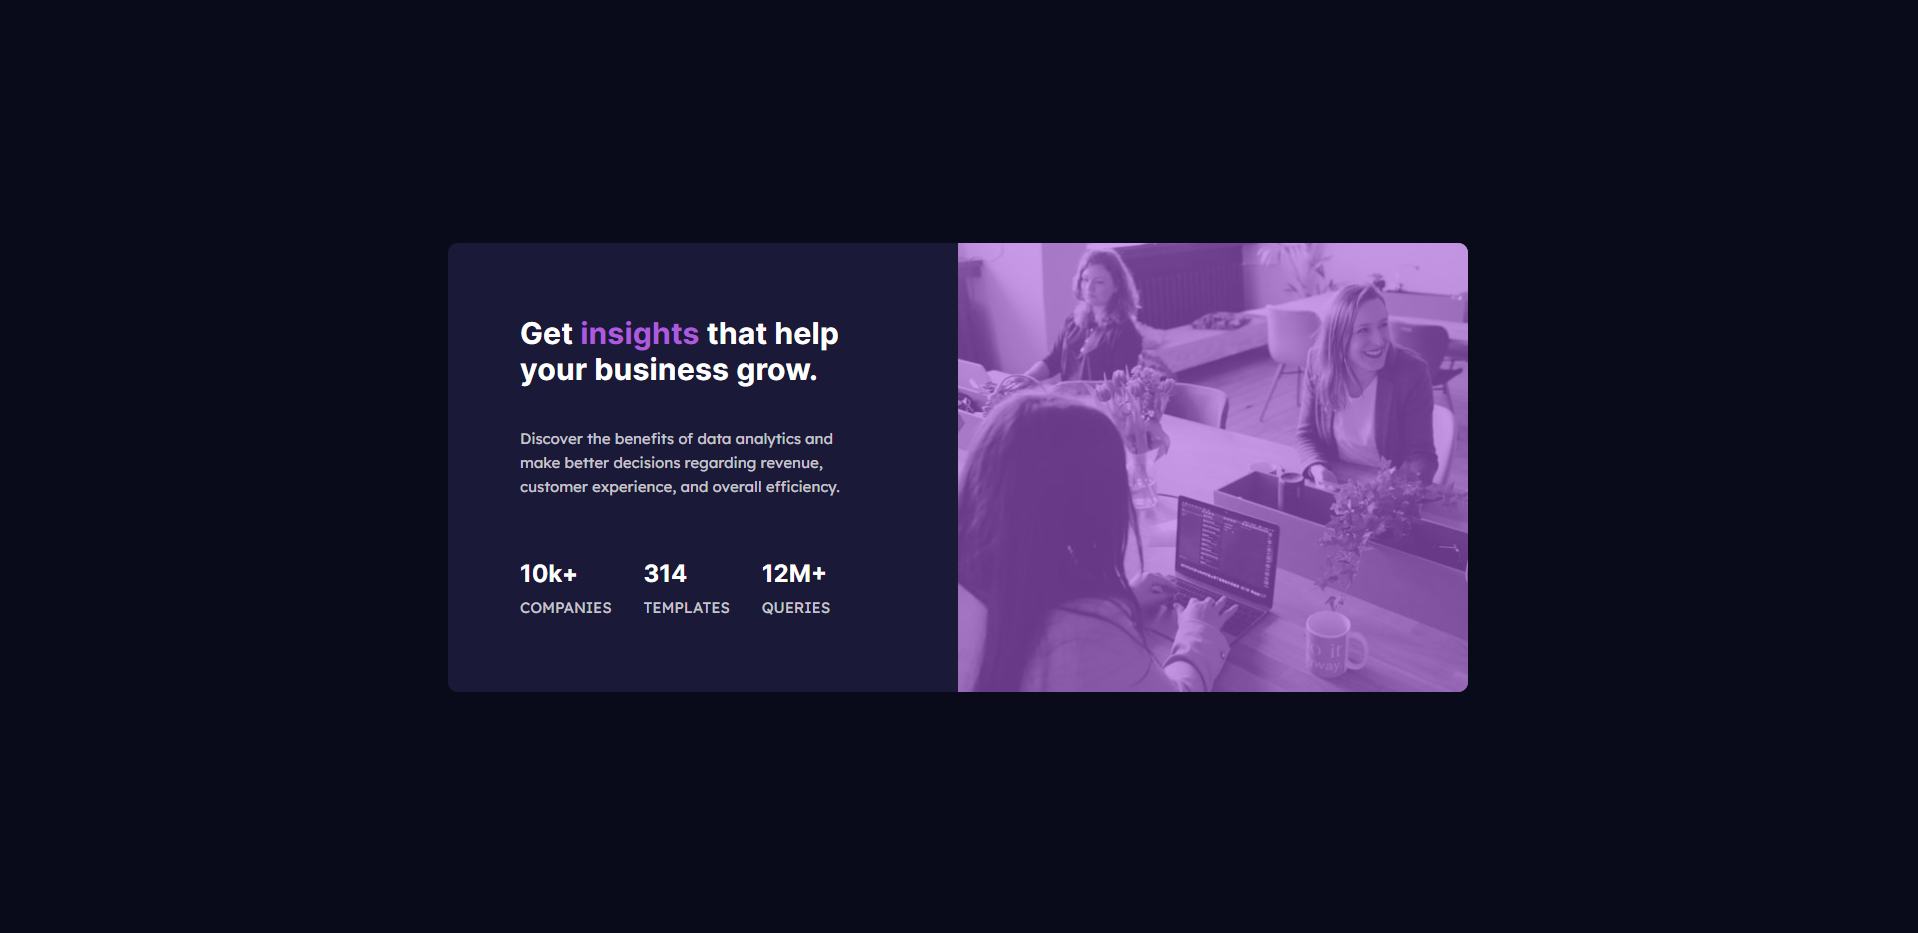 Get insights that help
your business grow.
Discover the benefits of data analytics and
make better decisions regarding revenue,
customer experience, and overall efficiency.
10k+ 314 12M+
COMPANIES TEMPLATES QUERIES